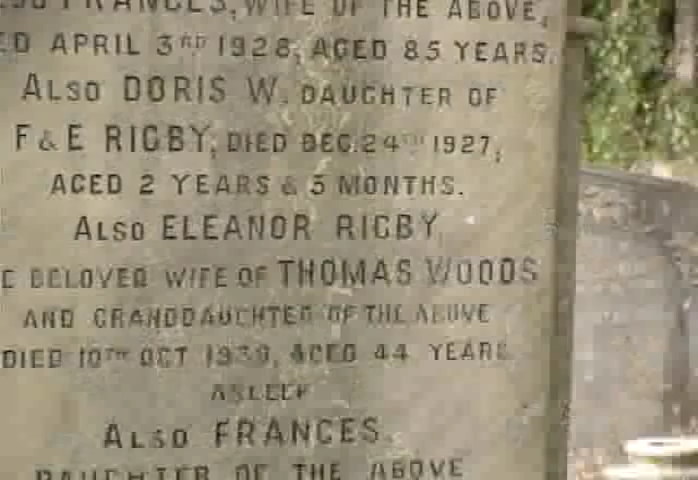 FRANCES, WIFE OF THE ABOVE,
ED APRIL 3RD 1928, AGED 85 YEARS.
ALSO DORIS W. DAUGHTER OF
F & E RIGBY, DIED DEC. 24TH 1927,
AGED 2 YEARS & 3 MONTHS.
ALSO ELEANOR RIGBY
E BELOVED WIFE OF THOMAS WOODS
AND GRANDDAUGHTER OF THE ABOVE
DIED 10TH OCT 1939, AGED 44 YEARS
ASLEEP
ALSO FRANCES.
DAUGHTER OF THE ABOVE